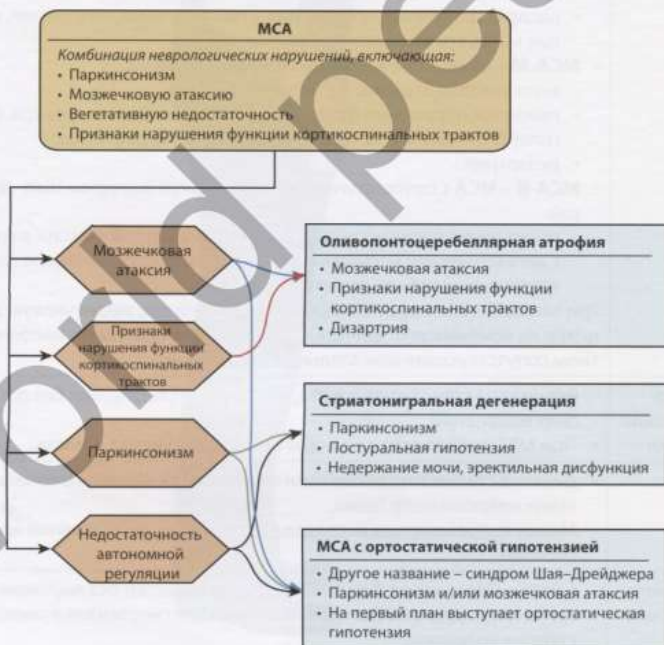 МСА
Комбинация неврологических нарушений, включающая:
• Паркинсонизм
• Мозжечковую атаксию
• Вегетативную недостаточность
• Признаки нарушения функции кортикоспинальных трактов
Мозжечковая
атаксия
Признаки
нарушения функции
кортикоспинальных
трактов
Паркинсонизм
Недостаточность
автономной
регуляции
Оливопонтоцеребеллярная атрофия
• Мозжечковая атаксия
• Признаки нарушения функции
кортикоспинальных трактов
• Дизартрия
Стриатонигральная дегенерация
• Паркинсонизм
• Постуральная гипотензия
• Недержание мочи, эректильная дисфункция
МСА с ортостатической гипотензией
• Другое название – синдром Шая–Дрейджера
• Паркинсонизм и/или мозжечковая атаксия
• На первый план выступает ортостатическая
гипотензия